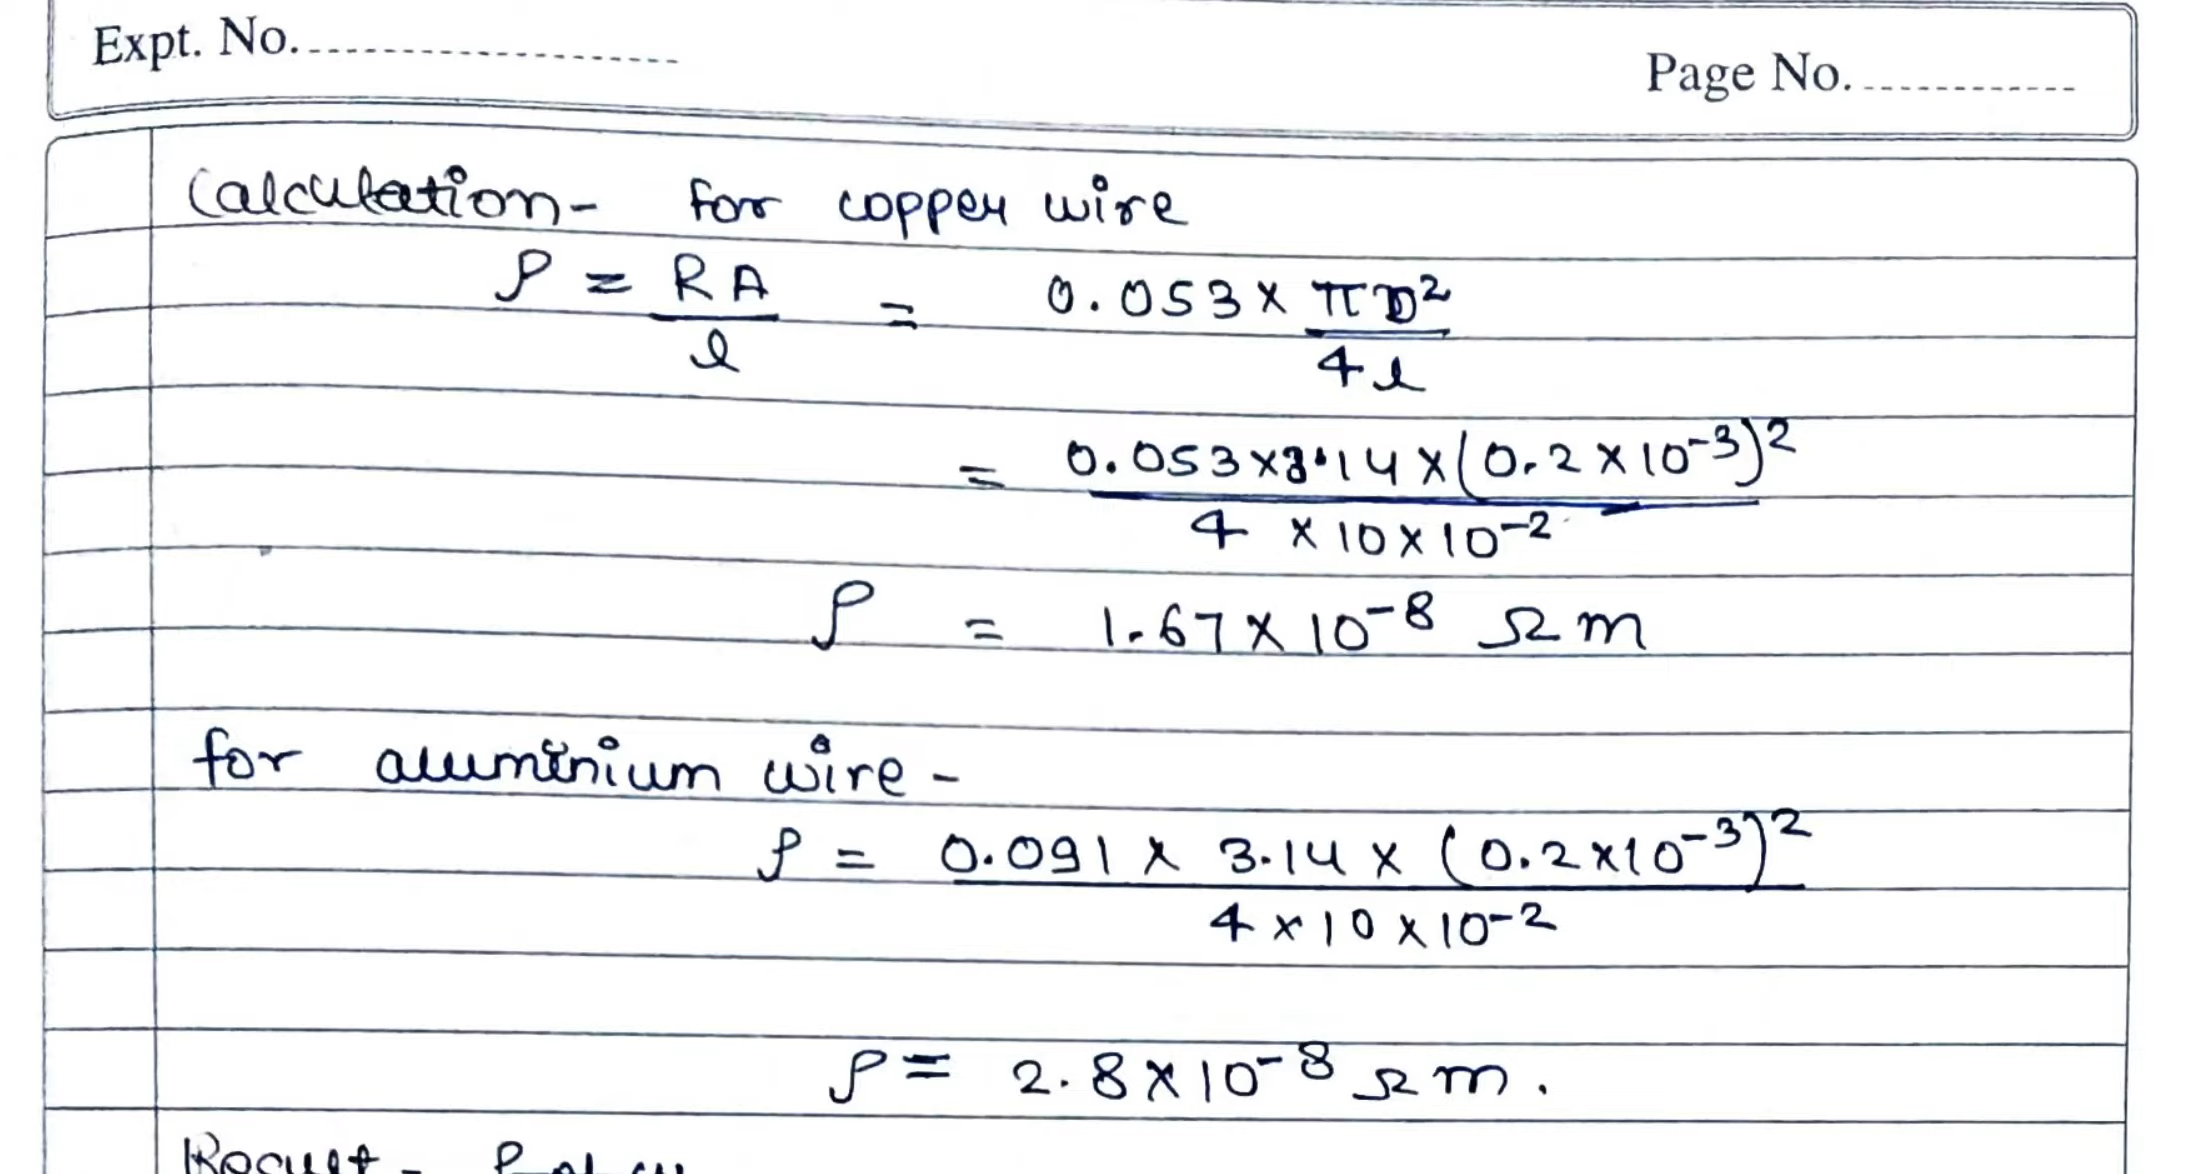 Expt. No.
Page No.
Calculation- for copper wire
ρ = RA/l = 0.053 × πD²/4l
= 0.053×3.14×(0.2×10⁻³)²/4 ×10×10⁻²
ρ = 1.67×10⁻⁸ Ωm
for aluminium wire -
ρ = 0.091 × 3.14 × (0.2×10⁻³)²/4×10×10⁻²
ρ = 2.8×10⁻⁸ Ωm.
Result -